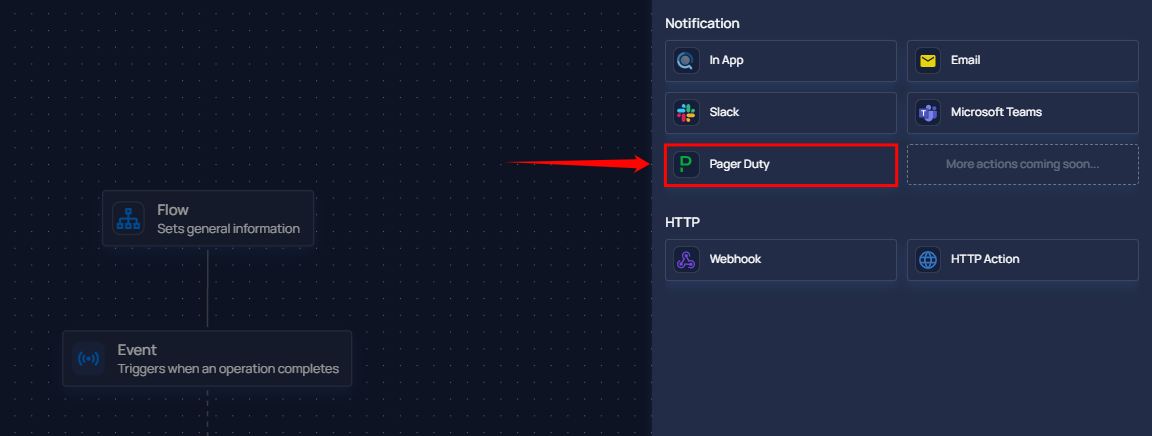 Notification
In App
Email
Slack
Microsoft Teams
Pager Duty
More actions coming soon...
Flow
Sets general information
HTTP
Webhook
HTTP Action
Event
Triggers when an operation completes